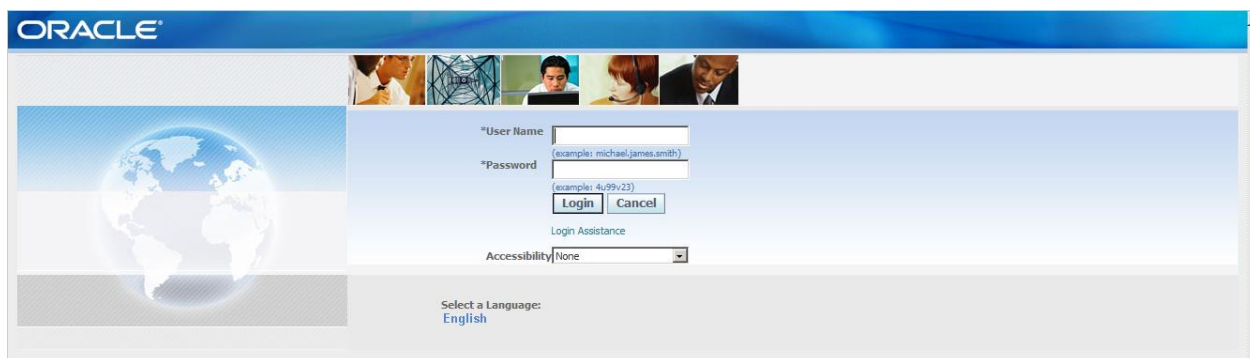 ORACLE®
*User Name
(example: michael.james.smith)
*Password
(example: 4u99v23)
Login Cancel
Login Assistance
Accessibility None
Select a Language:
English